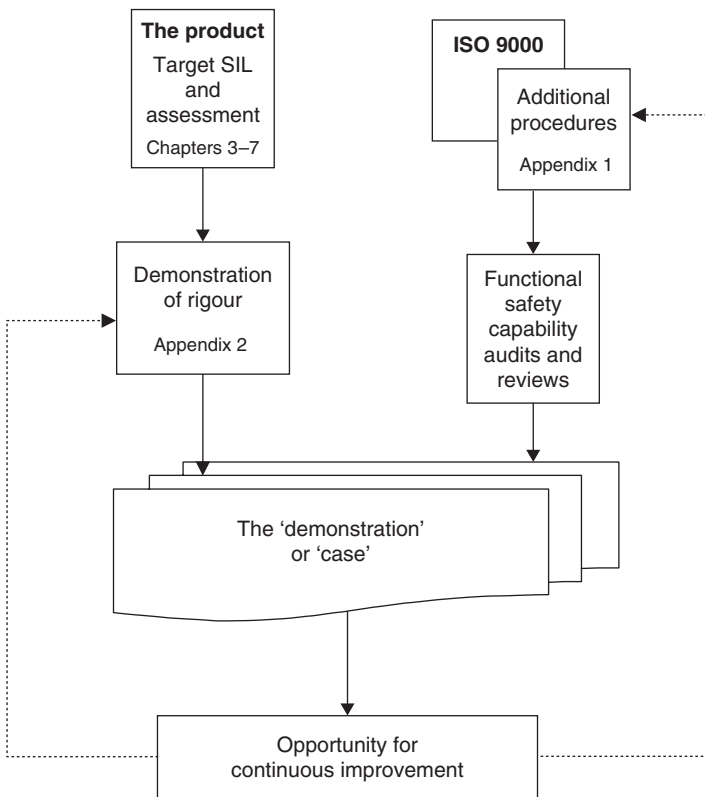 The product
Target SIL
and
assessment
Chapters 3–7
ISO 9000
Additional
procedures
Appendix 1
Demonstration
of rigour
Appendix 2
Functional
safety
capability
audits and
reviews
The ‘demonstration’
or ‘case’
Opportunity for
continuous improvement